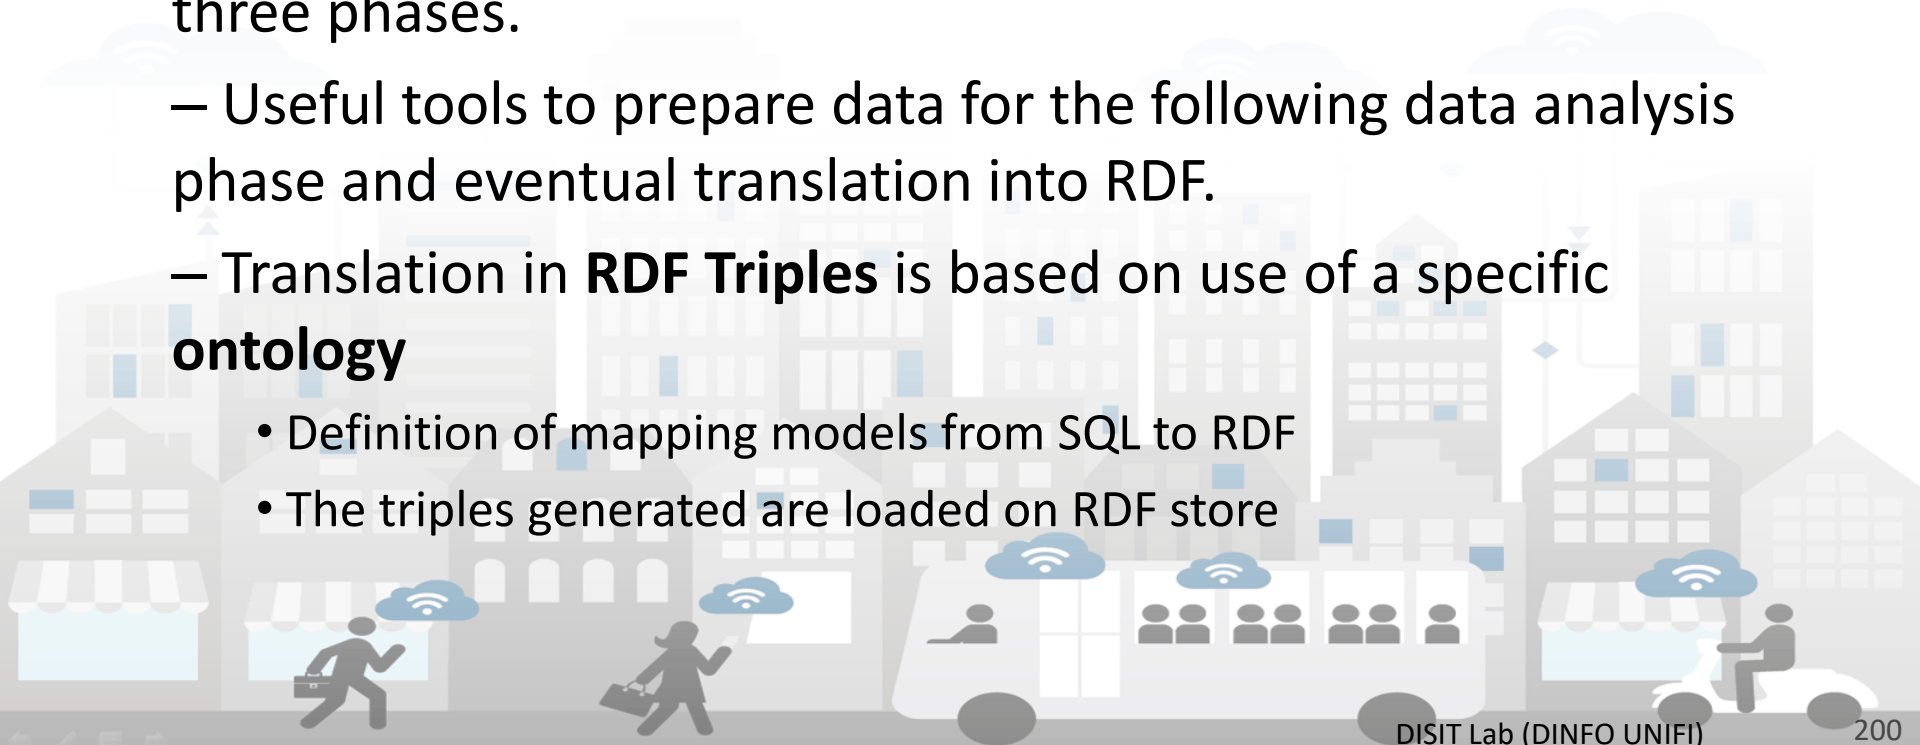 three phases.
– Useful tools to prepare data for the following data analysis
phase and eventual translation into RDF.
– Translation in RDF Triples is based on use of a specific
ontology
• Definition of mapping models from SQL to RDF
• The triples generated are loaded on RDF store
DISIT Lab (DINFO UNIFI)
200